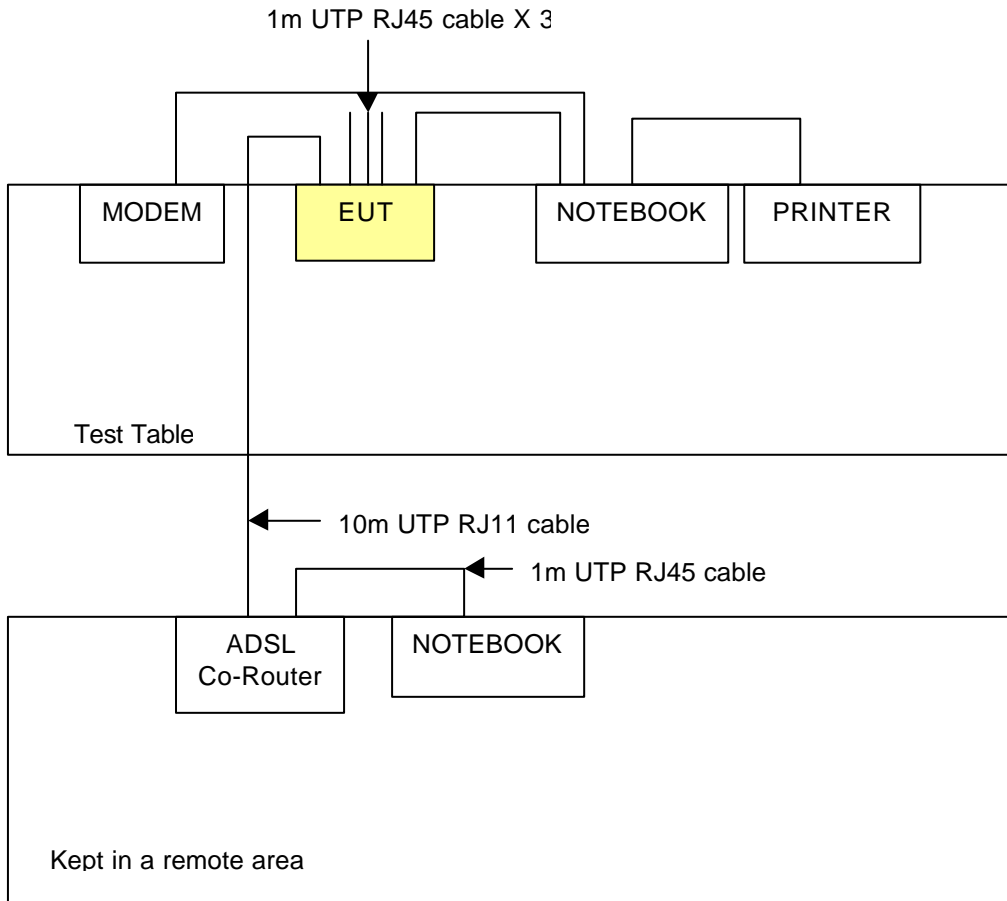 1m UTP RJ45 cable X 3
MODEM
EUT
NOTEBOOK
PRINTER
Test Table
10m UTP RJ11 cable
1m UTP RJ45 cable
ADSL
Co-Router
NOTEBOOK
Kept in a remote area